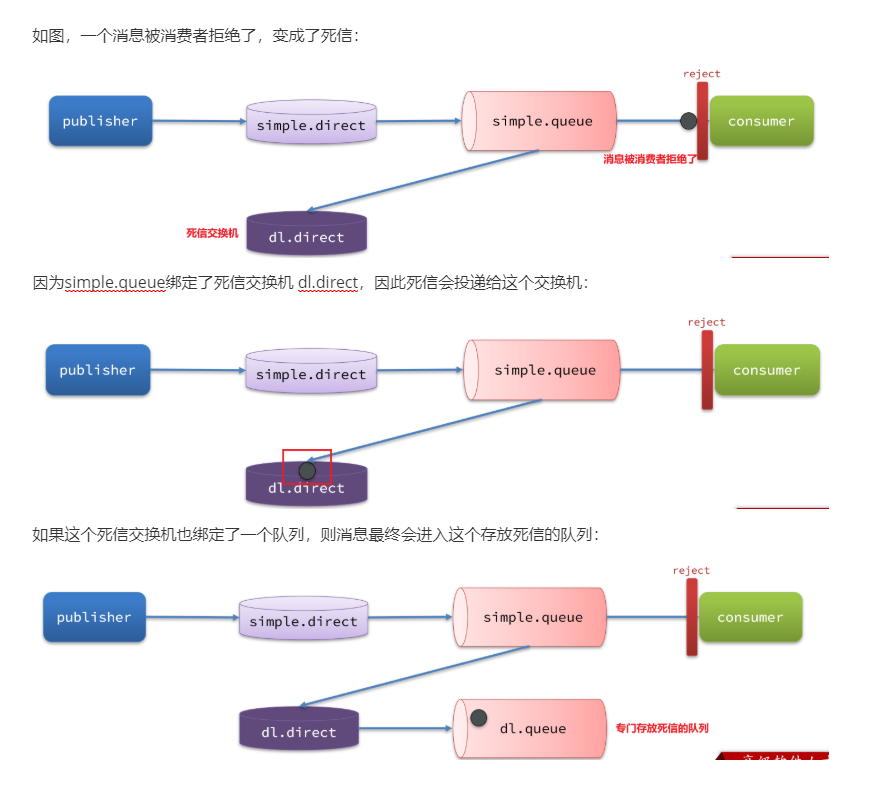 如图，一个消息被消费者拒绝了，变成了死信：
reject
publisher
simple.direct
simple.queue
consumer
消息被消费者拒绝了
死信交换机
dl.direct
因为simple.queue绑定了死信交换机 dl.direct，因此死信会投递给这个交换机：
reject
publisher
simple.direct
simple.queue
consumer
dl.direct
如果这个死信交换机也绑定了一个队列，则消息最终会进入这个存放死信的队列：
reject
publisher
simple.direct
simple.queue
consumer
dl.direct
dl.queue
专门存放死信的队列